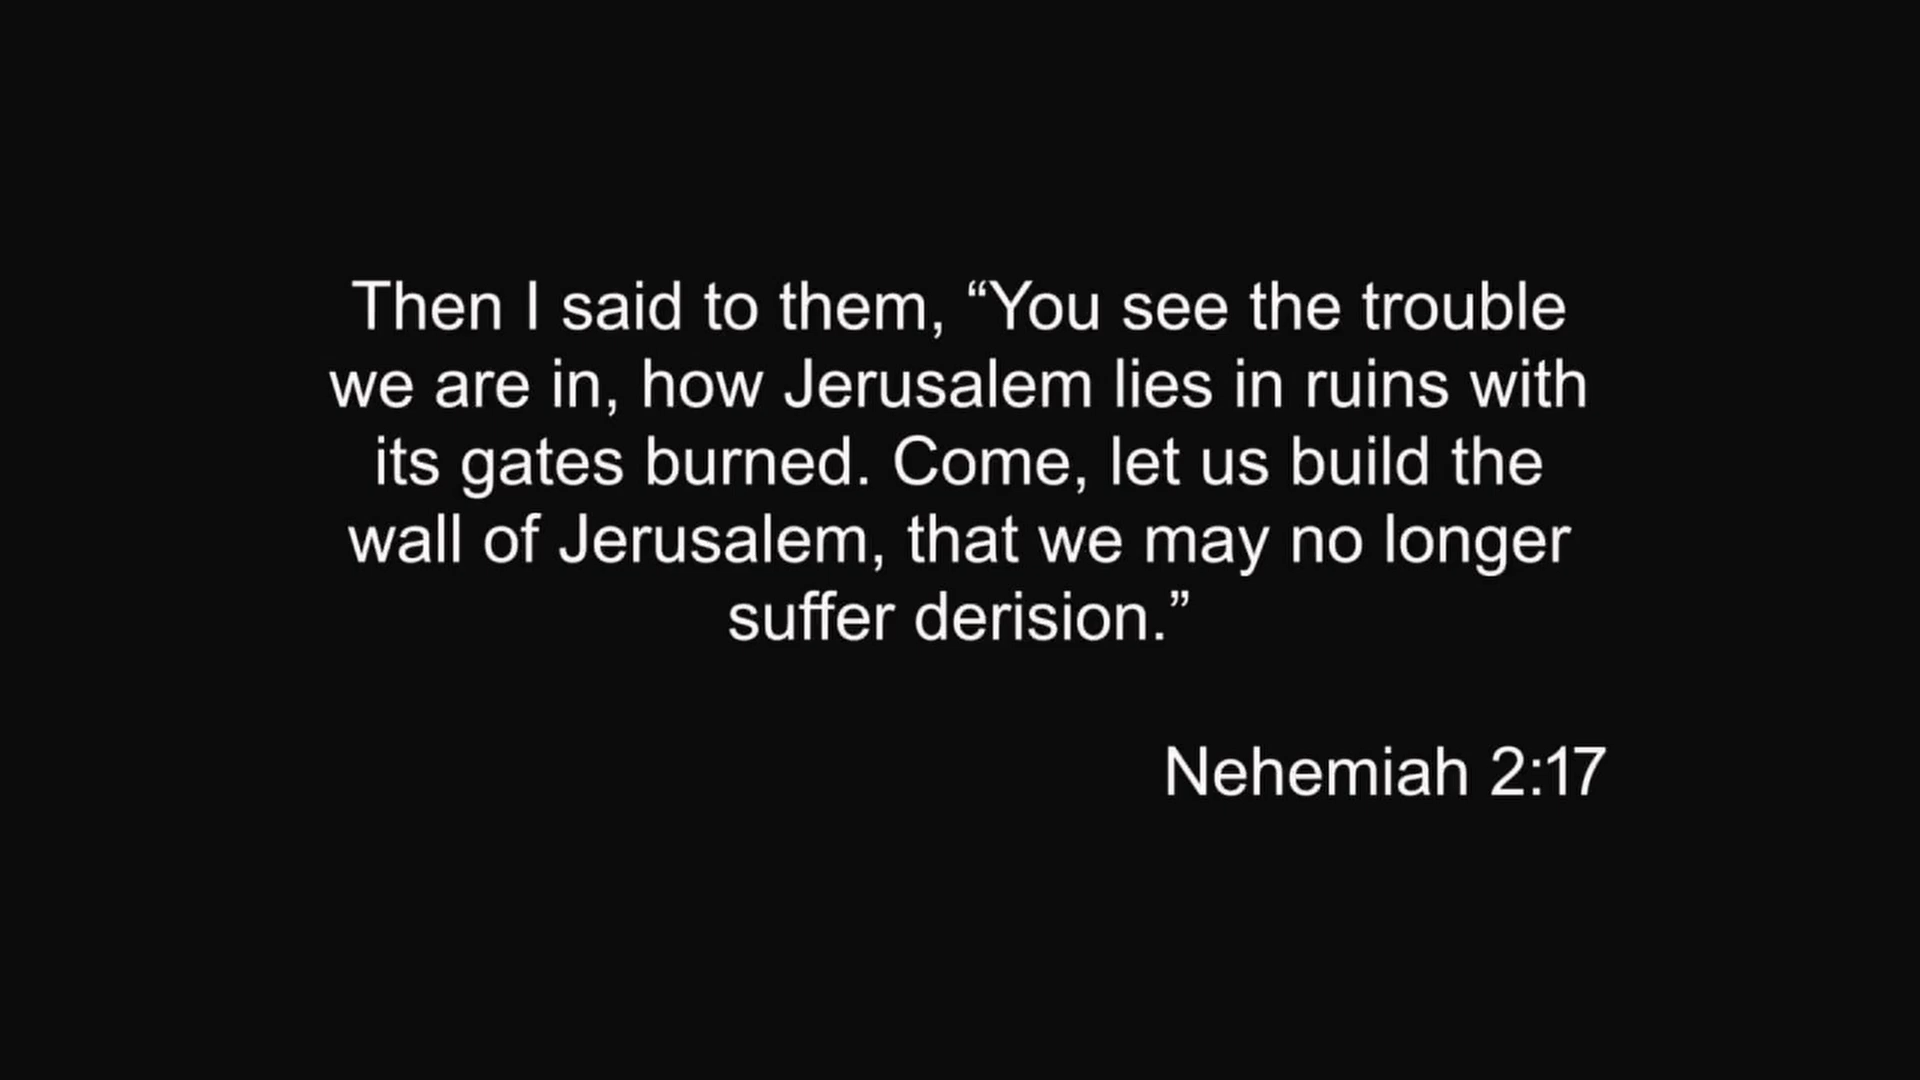 Then I said to them, “You see the trouble
we are in, how Jerusalem lies in ruins with
its gates burned. Come, let us build the
wall of Jerusalem, that we may no longer
suffer derision.”
Nehemiah 2:17